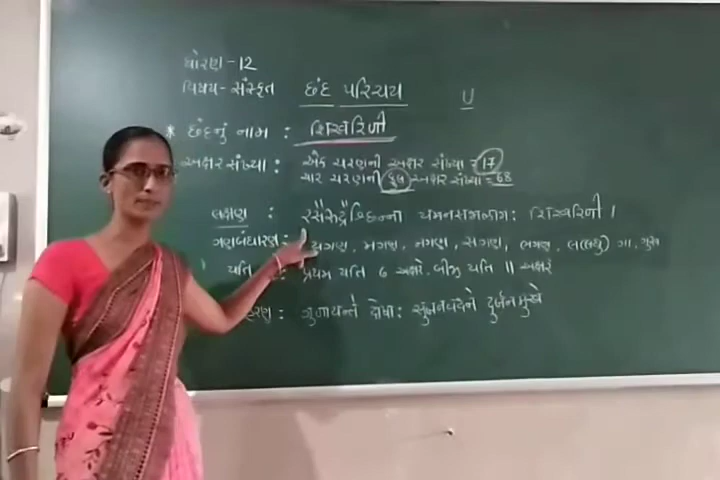 ધોરણ - 12
વિષય - સંસ્કૃત છંદ પરિચય U
* છંદનું નામ : શિખરિણી
અક્ષર સંખ્યા : એક ચરણની અક્ષર સંખ્યા = 17
ચાર ચરણની કુલ અક્ષર સંખ્યા = 68
લક્ષણ : રસૈરુદ્રૈશ્છિન્ના યમનસભલાગ: શિખરિણી ।
ગણબંધારણ : યગણ, મગણ, નગણ, સગણ, ભગણ, લ(લઘુ) ગા. ગુરુ
યતિ : પ્રથમ યતિ 6 અક્ષરે. બીજી યતિ 11 અક્ષરે
હરણ : ગુણાયન્તે દોષા: સુજનવદને દુર્જનમુખે